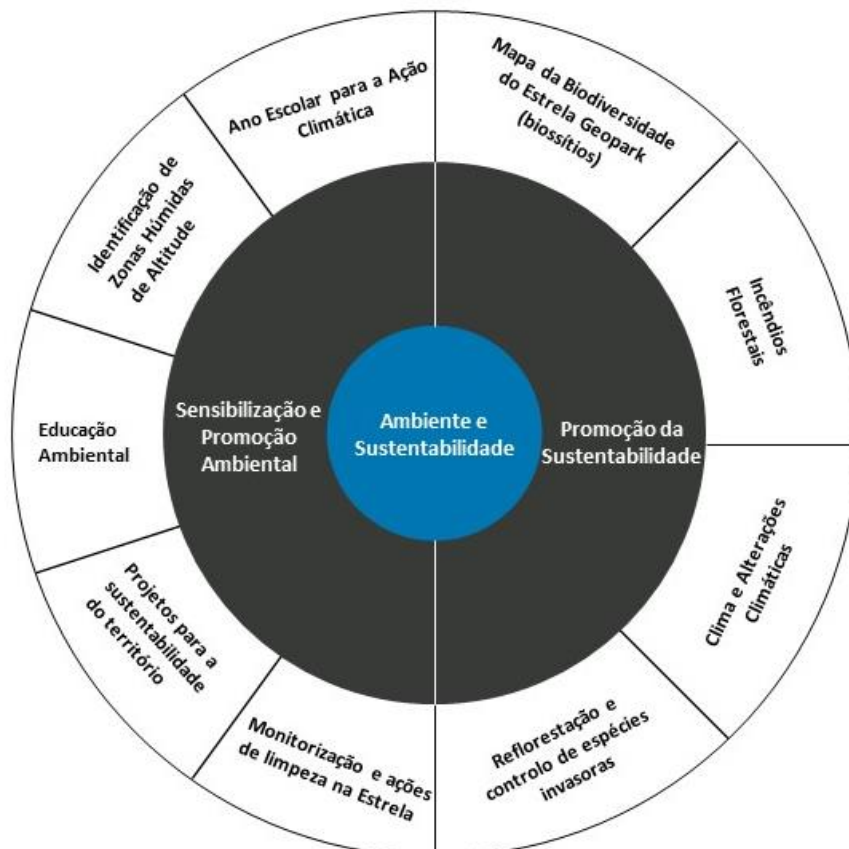 Ambiente e
Sustentabilidade
Sensibilização e
Promoção
Ambiental
Promoção da
Sustentabilidade
Ano Escolar para a Ação
Climática
Mapa da Biodiversidade
do Estrela Geopark
(biossítios)
Identificação de
Zonas Húmidas
de Altitude
Incêndios
Florestais
Educação
Ambiental
Clima e Alterações
Climáticas
Projetos para a
sustentabilidade
do território
Monitorização e ações
de limpeza na Estrela
Reflorestação e
controlo de espécies
invasoras